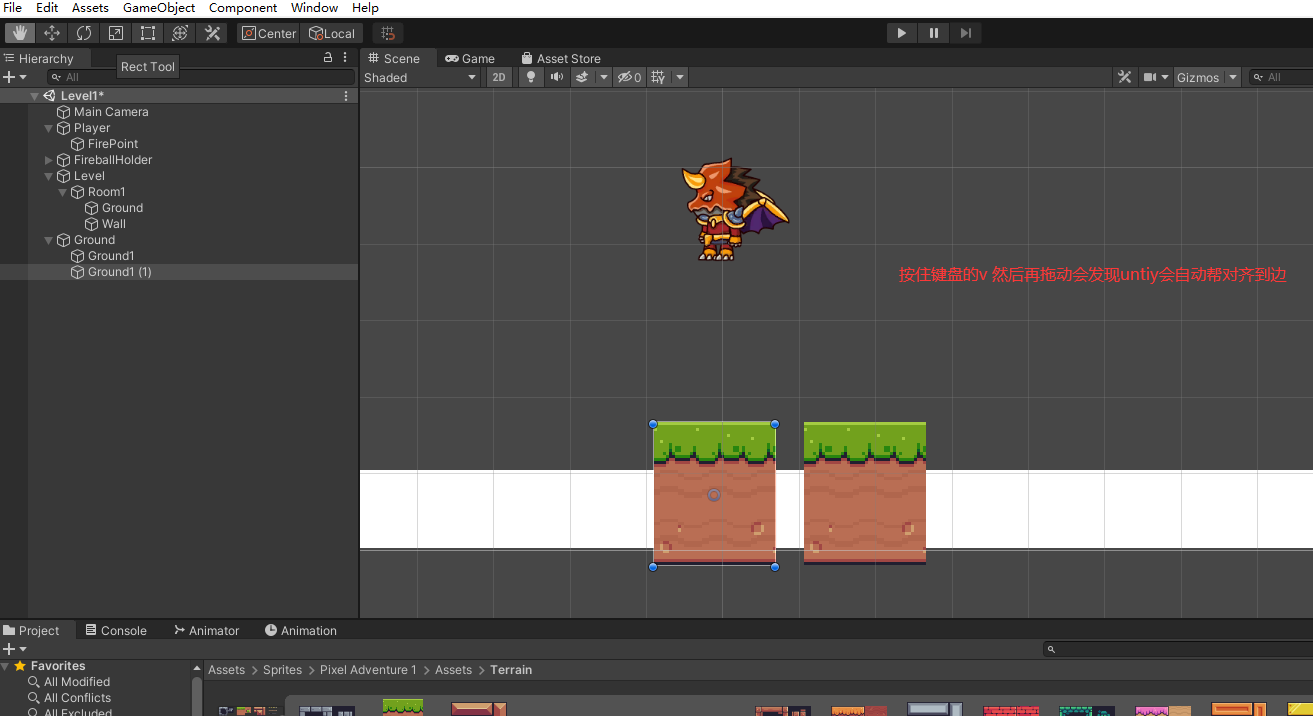 File Edit Assets GameObject Component Window Help
Center Local
Hierarchy
Scene Game Asset Store
Rect Tool
All
Shaded 2D 0 Gizmos All
Level1*
Main Camera
Player
FirePoint
FireballHolder
Level
Room1
Ground
Wall
Ground
Ground1
Ground1 (1)
按住键盘的v 然后再拖动会发现untiy会自动帮对齐到边
Project Console Animator Animation
Favorites
Assets > Sprites > Pixel Adventure 1 > Assets > Terrain
All Modified
All Conflicts
All Excluded